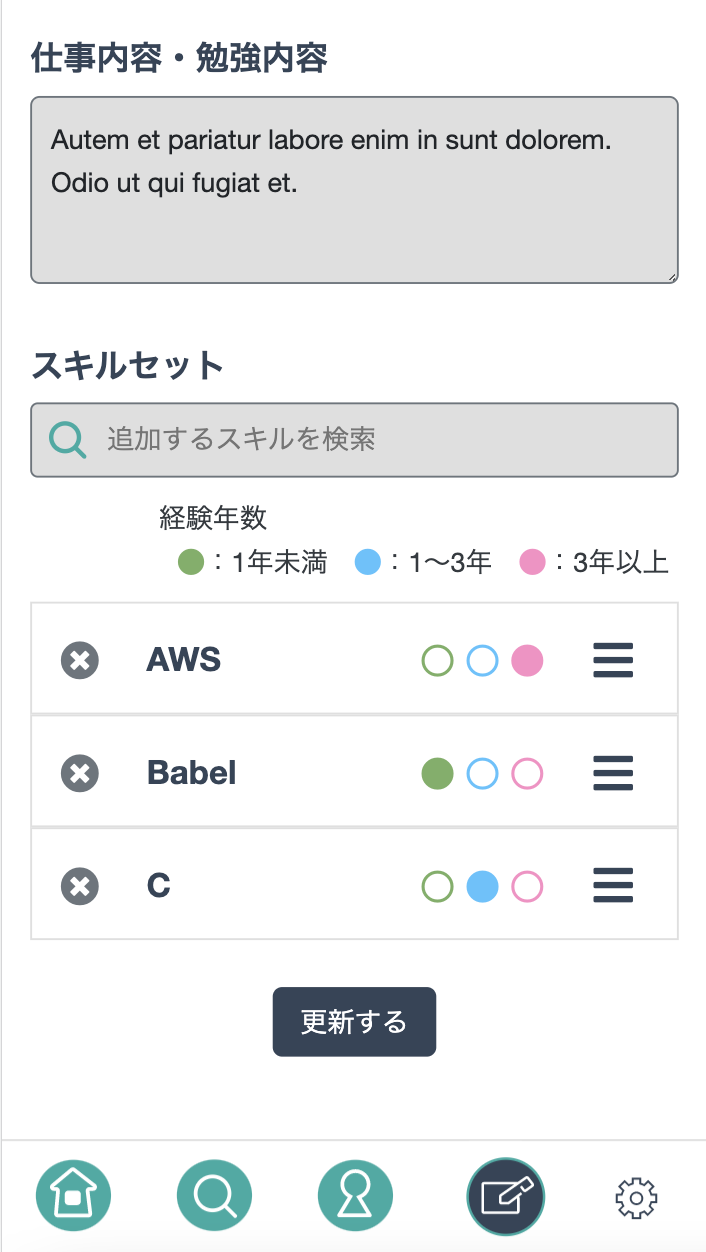 仕事内容・勉強内容
Autem et pariatur labore enim in sunt dolorem.
Odio ut qui fugiat et.
スキルセット
追加するスキルを検索
経験年数
：1年未満 ：1〜3年 ：3年以上
AWS
Babel
C
更新する